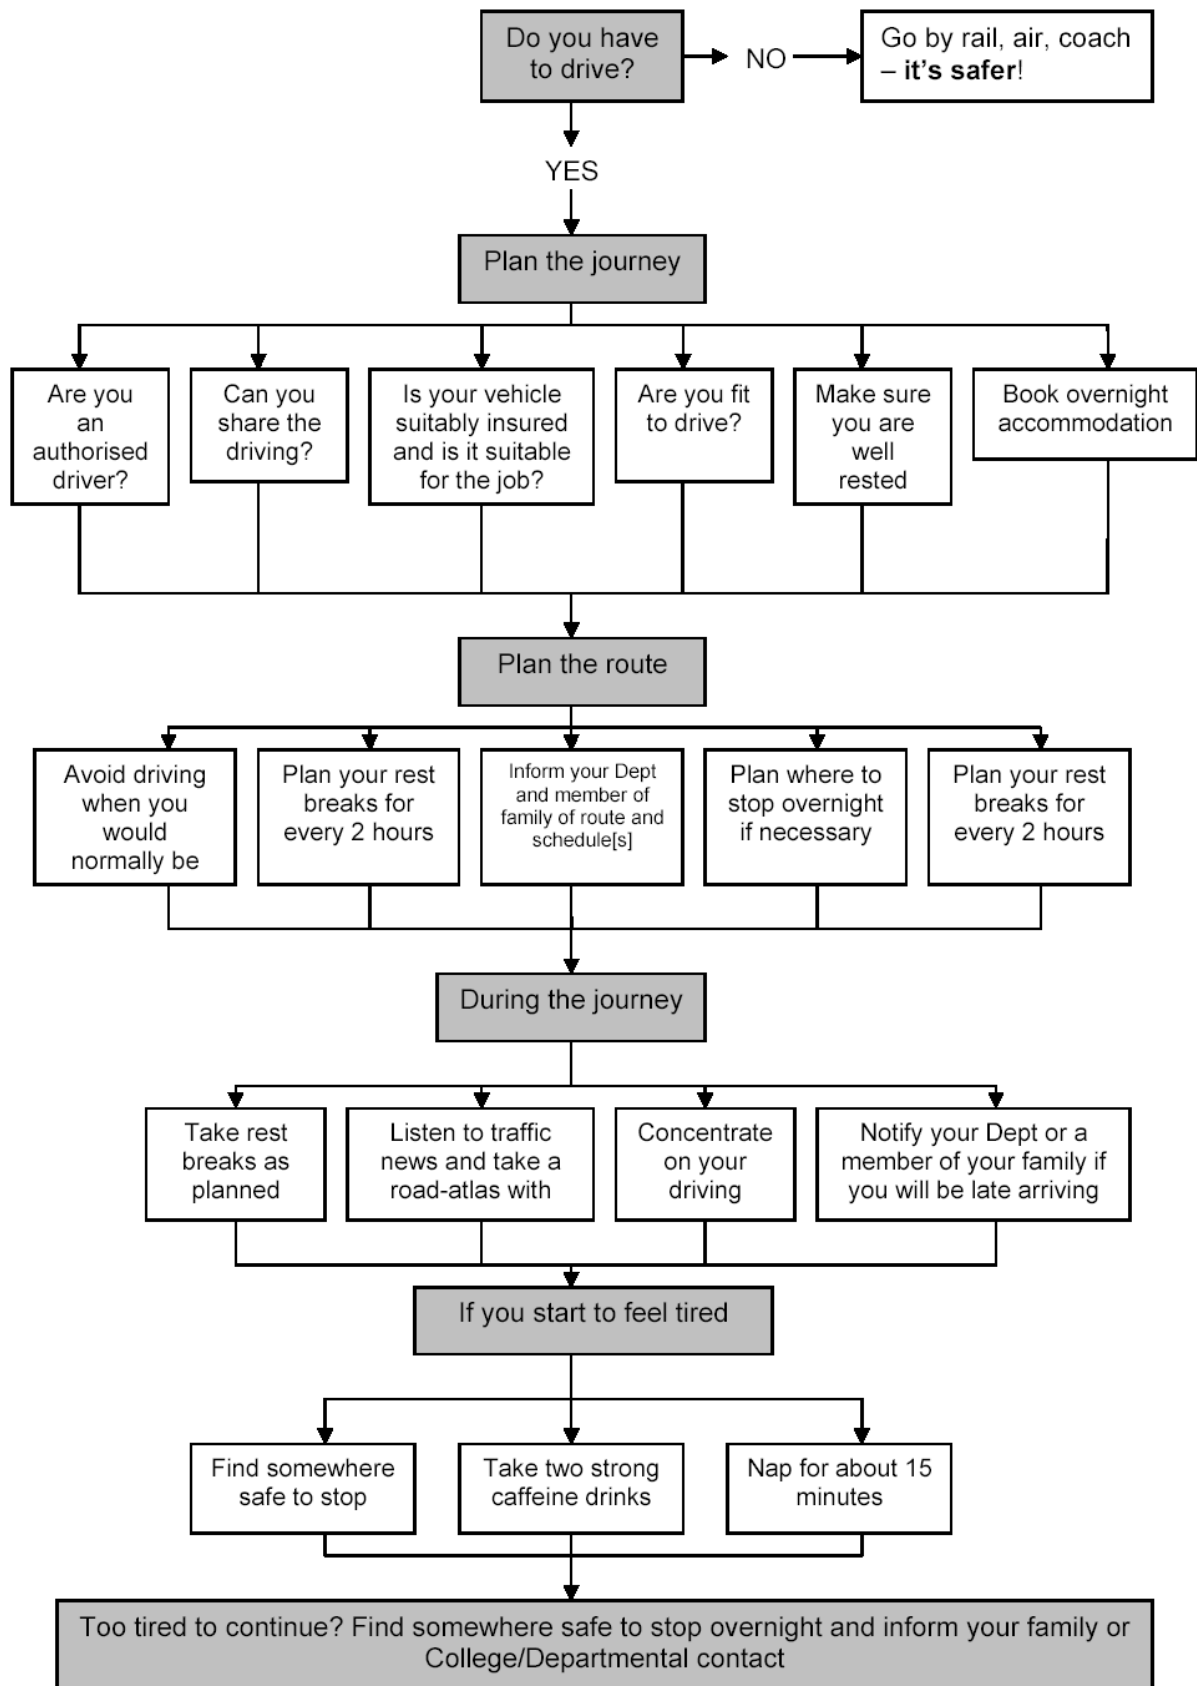 Do you have
to drive?
NO
Go by rail, air, coach
– it's safer!
YES
Plan the journey
Are you
an
authorised
driver?
Can you
share the
driving?
Is your vehicle
suitably insured
and is it suitable
for the job?
Are you fit
to drive?
Make sure
you are
well
rested
Book overnight
accommodation
Plan the route
Avoid driving
when you
would
normally be
Plan your rest
breaks for
every 2 hours
Inform your Dept
and member of
family of route and
schedule[s]
Plan where to
stop overnight
if necessary
Plan your rest
breaks for
every 2 hours
During the journey
Take rest
breaks as
planned
Listen to traffic
news and take a
road-atlas with
Concentrate
on your
driving
Notify your Dept or a
member of your family if
you will be late arriving
If you start to feel tired
Find somewhere
safe to stop
Take two strong
caffeine drinks
Nap for about 15
minutes
Too tired to continue? Find somewhere safe to stop overnight and inform your family or
College/Departmental contact